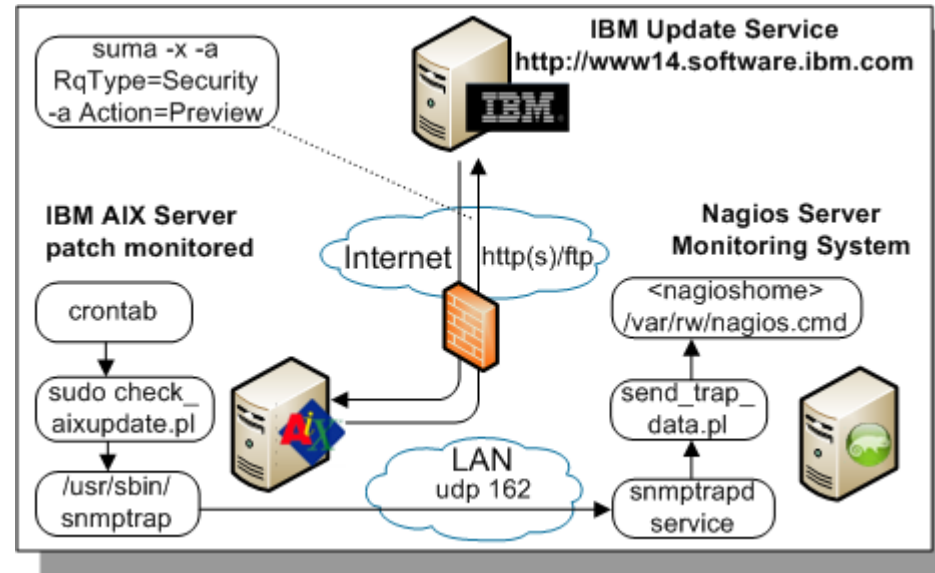 suma -x -a
RqType=Security
-a Action=Preview
IBM Update Service
http://www14.software.ibm.com
IBM
IBM AIX Server
patch monitored
Internet
http(s)/ftp
Nagios Server
Monitoring System
crontab
sudo check_
aixupdate.pl
/usr/sbin/
snmptrap
AiX
LAN
udp 162
<nagioshome>
/var/rw/nagios.cmd
send_trap_
data.pl
snmptrapd
service